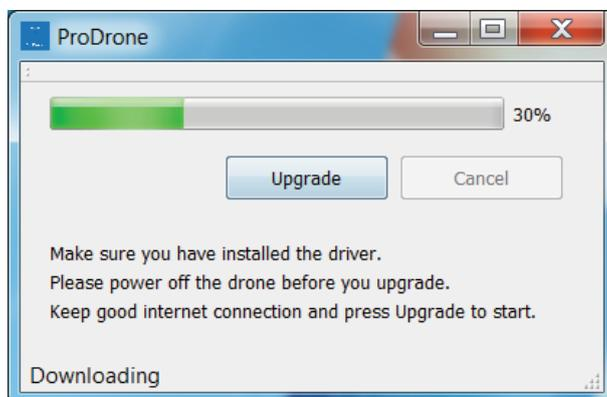 ProDrone
30%
Upgrade Cancel
Make sure you have installed the driver.
Please power off the drone before you upgrade.
Keep good internet connection and press Upgrade to start.
Downloading